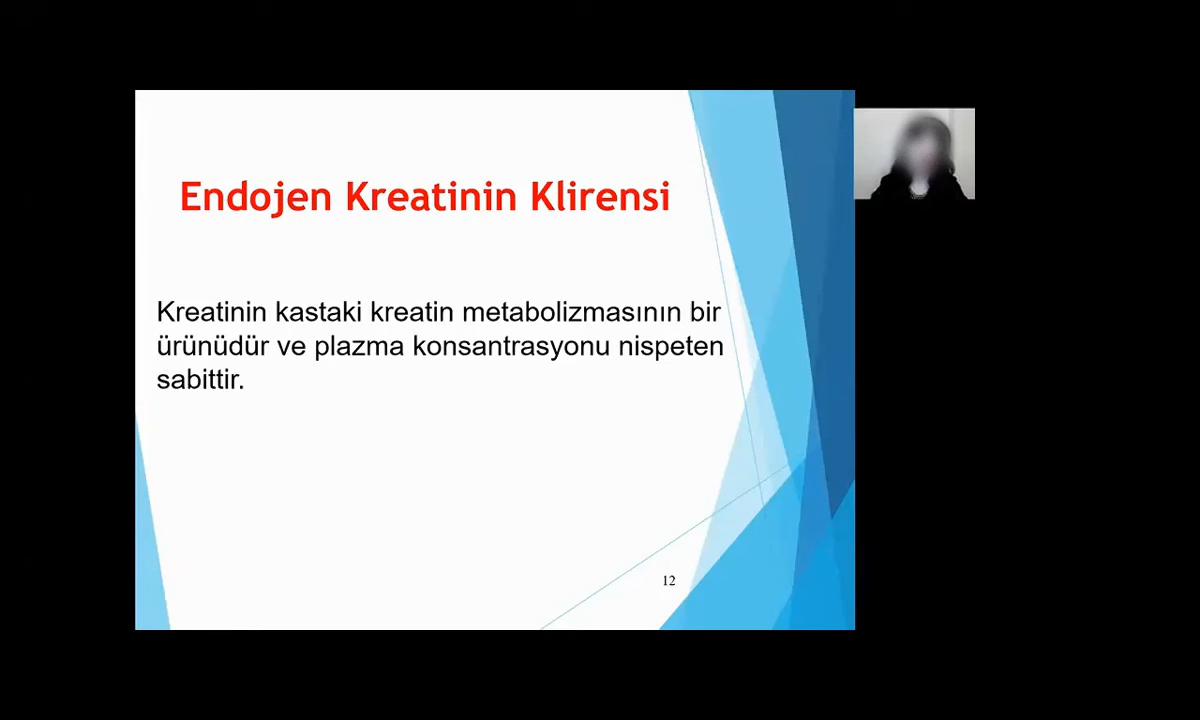 Endojen Kreatinin Klirensi
Kreatinin kastaki kreatin metabolizmasının bir
ürünüdür ve plazma konsantrasyonu nispeten
sabittir.
12